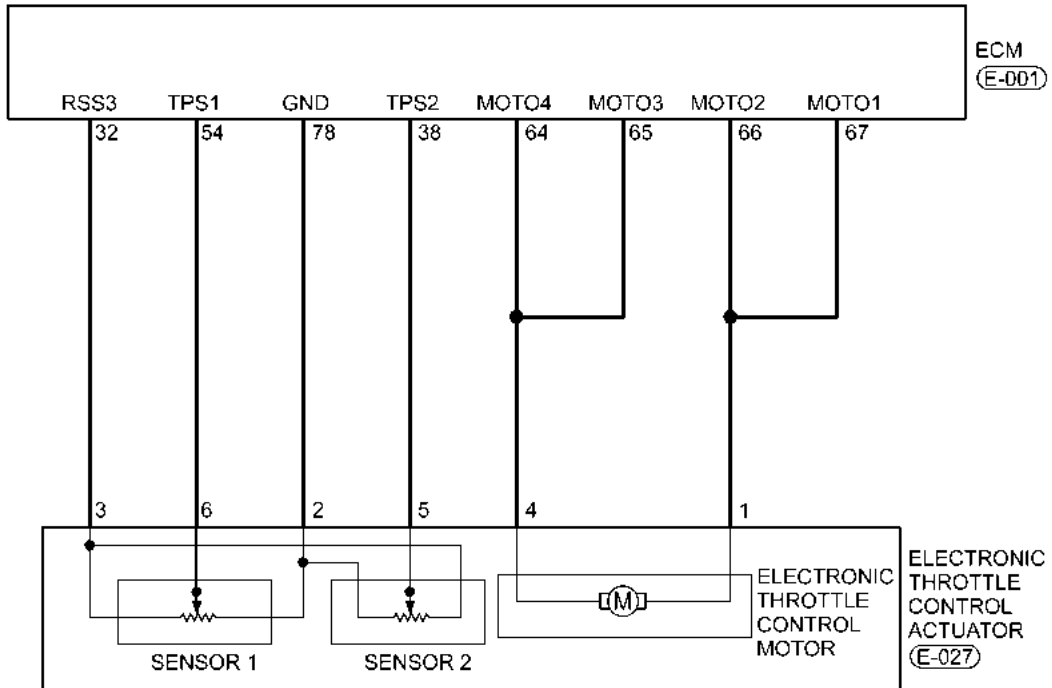 ECM
E-001
RSS3 TPS1 GND TPS2 MOTO4 MOTO3 MOTO2 MOTO1
32 54 78 38 64 65 66 67
3 6 2 5 4 1
ELECTRONIC
THROTTLE
CONTROL
MOTOR
ELECTRONIC
THROTTLE
CONTROL
ACTUATOR
E-027
M
SENSOR 1 SENSOR 2